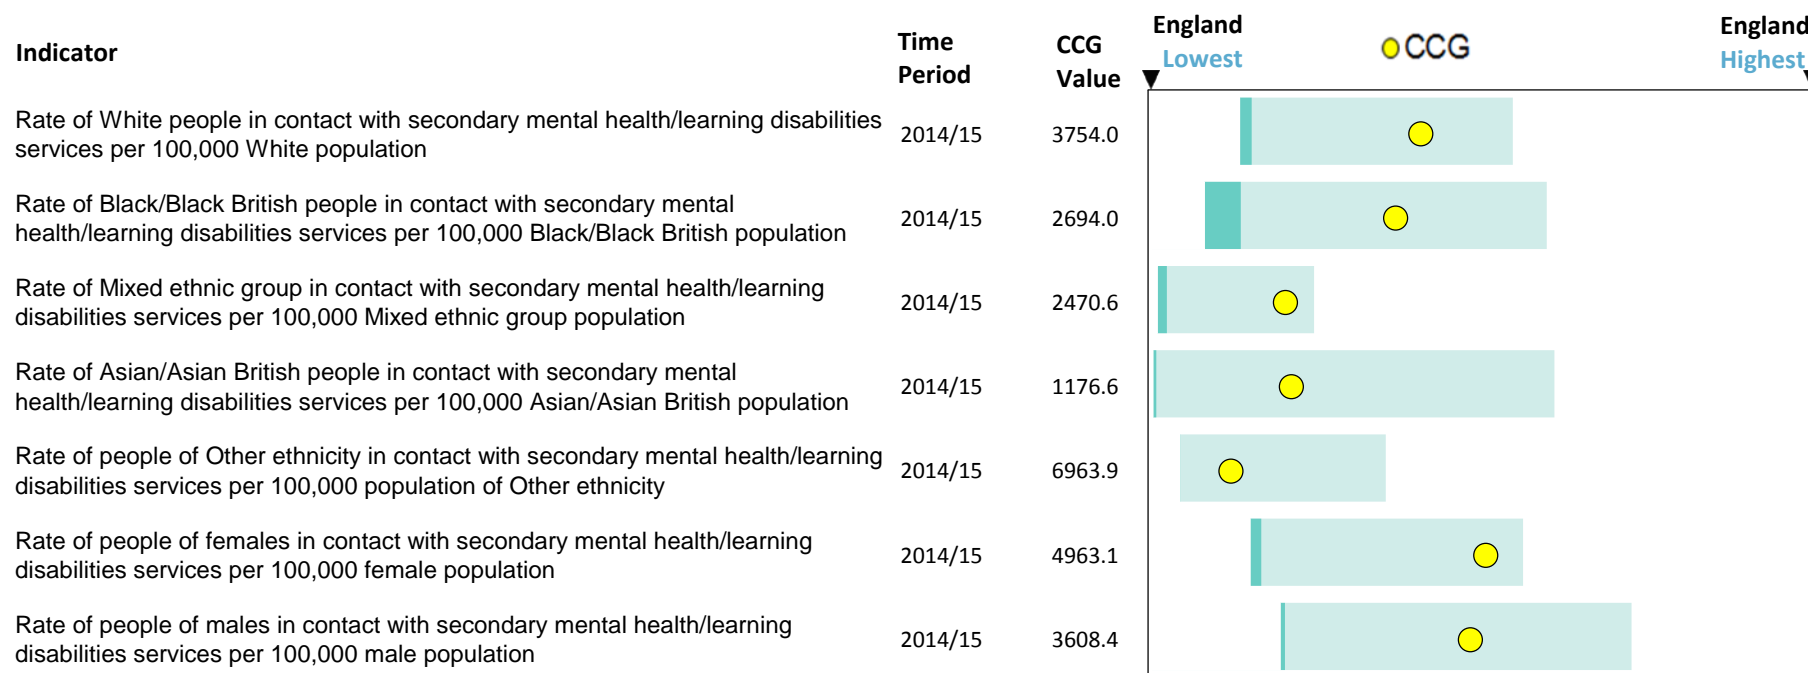 Indicator
Time Period
CCG Value
England Lowest
CCG
England Highest
Rate of White people in contact with secondary mental health/learning disabilities
services per 100,000 White population
2014/15
3754.0
Rate of Black/Black British people in contact with secondary mental
health/learning disabilities services per 100,000 Black/Black British population
2014/15
2694.0
Rate of Mixed ethnic group in contact with secondary mental health/learning
disabilities services per 100,000 Mixed ethnic group population
2014/15
2470.6
Rate of Asian/Asian British people in contact with secondary mental
health/learning disabilities services per 100,000 Asian/Asian British population
2014/15
1176.6
Rate of people of Other ethnicity in contact with secondary mental health/learning
disabilities services per 100,000 population of Other ethnicity
2014/15
6963.9
Rate of people of females in contact with secondary mental health/learning
disabilities services per 100,000 female population
2014/15
4963.1
Rate of people of males in contact with secondary mental health/learning
disabilities services per 100,000 male population
2014/15
3608.4